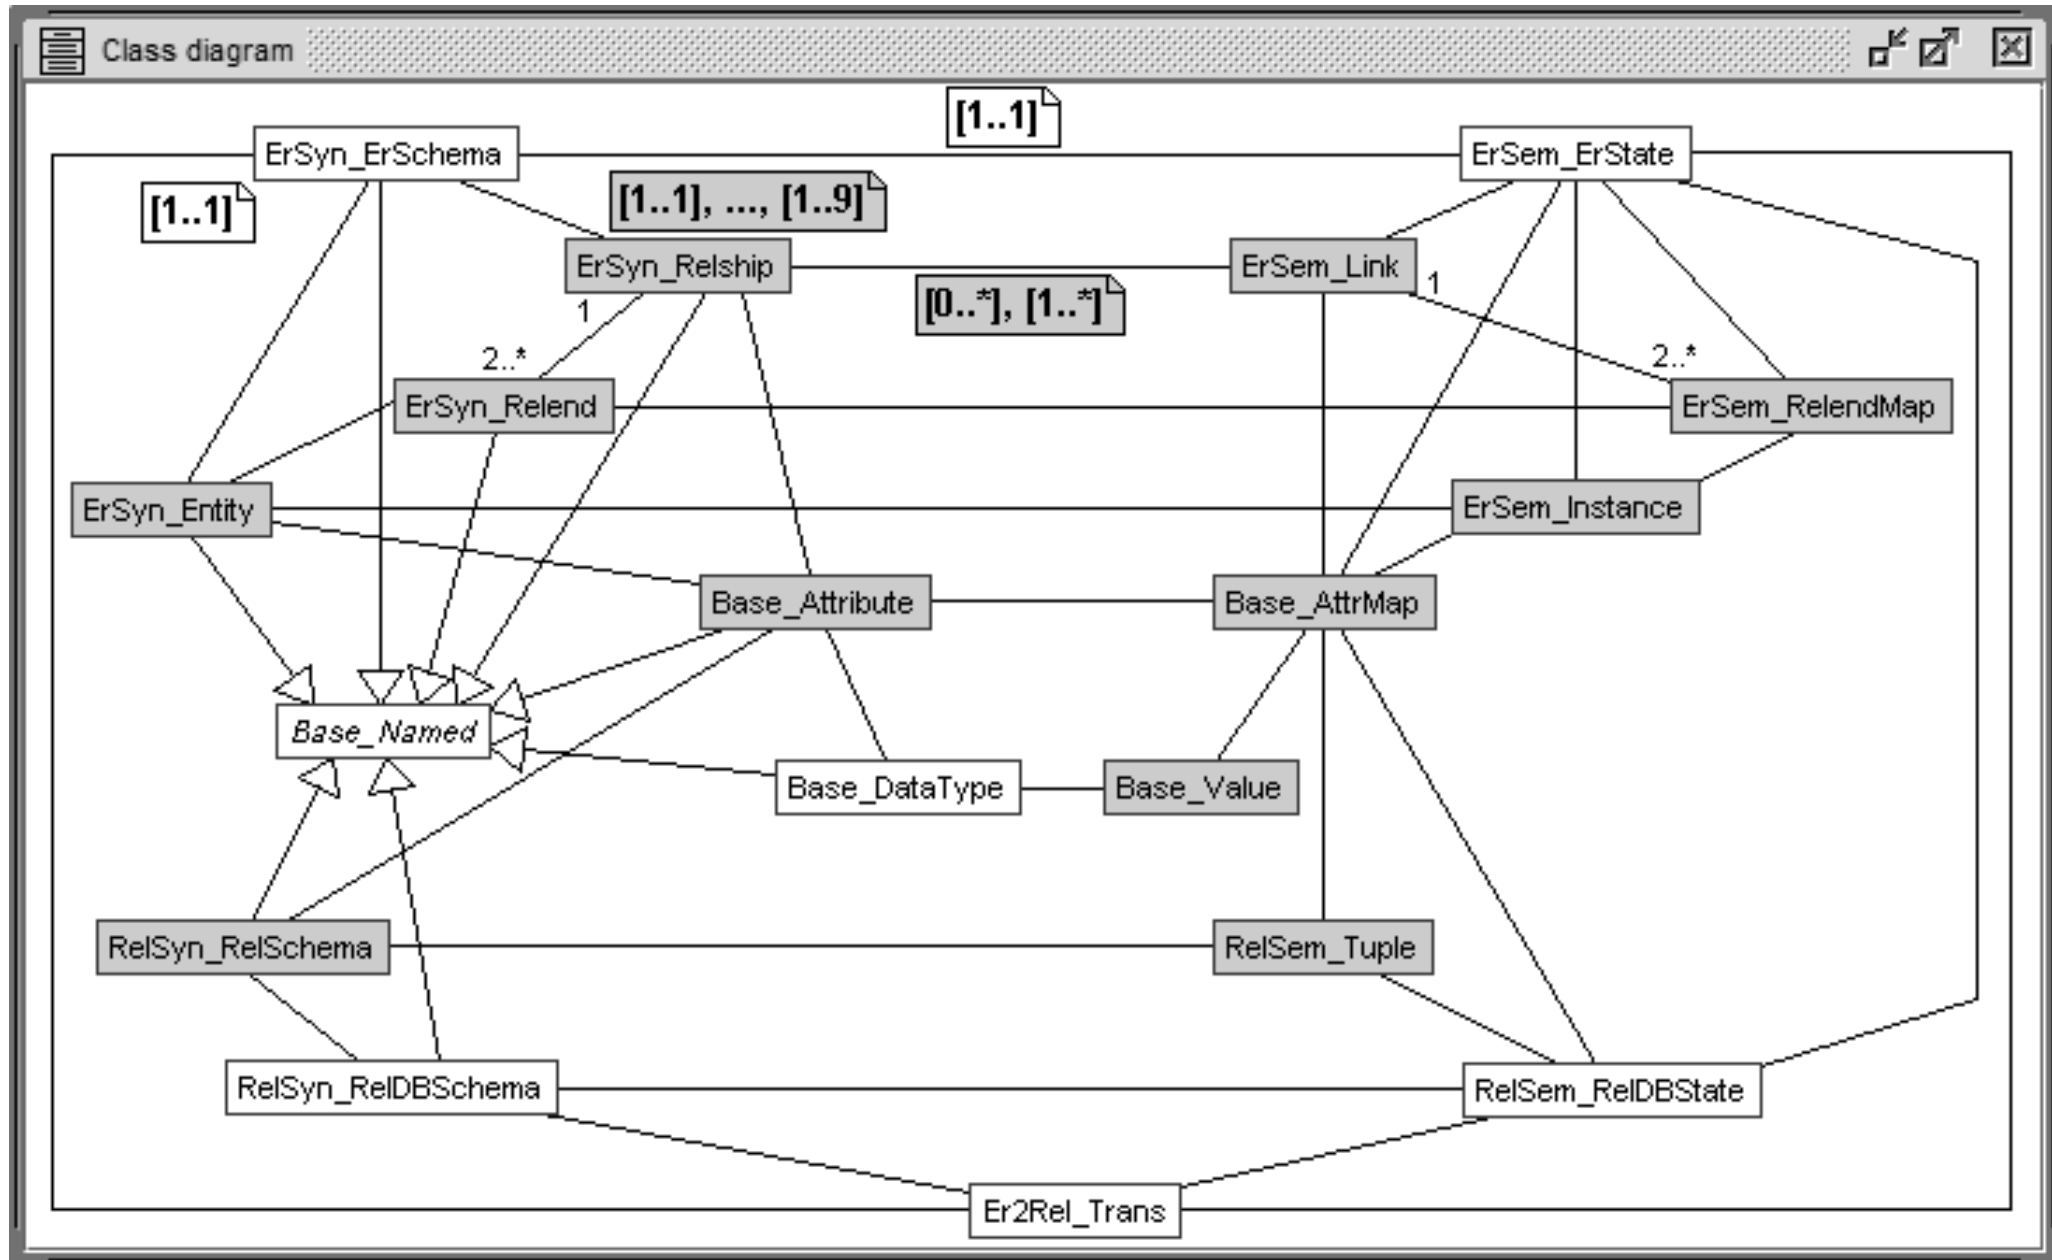 Class diagram
[1..1]
ErSyn_ErSchema
ErSem_ErState
[1..1]
[1..1], ..., [1..9]
ErSyn_Relship
ErSem_Link
1
[0..*], [1..*]
1
2..*
2..*
ErSyn_Relend
ErSem_RelendMap
ErSyn_Entity
ErSem_Instance
Base_Attribute
Base_AttrMap
Base_Named
Base_DataType
Base_Value
RelSyn_RelSchema
RelSem_Tuple
RelSyn_RelDBSchema
RelSem_RelDBState
Er2Rel_Trans